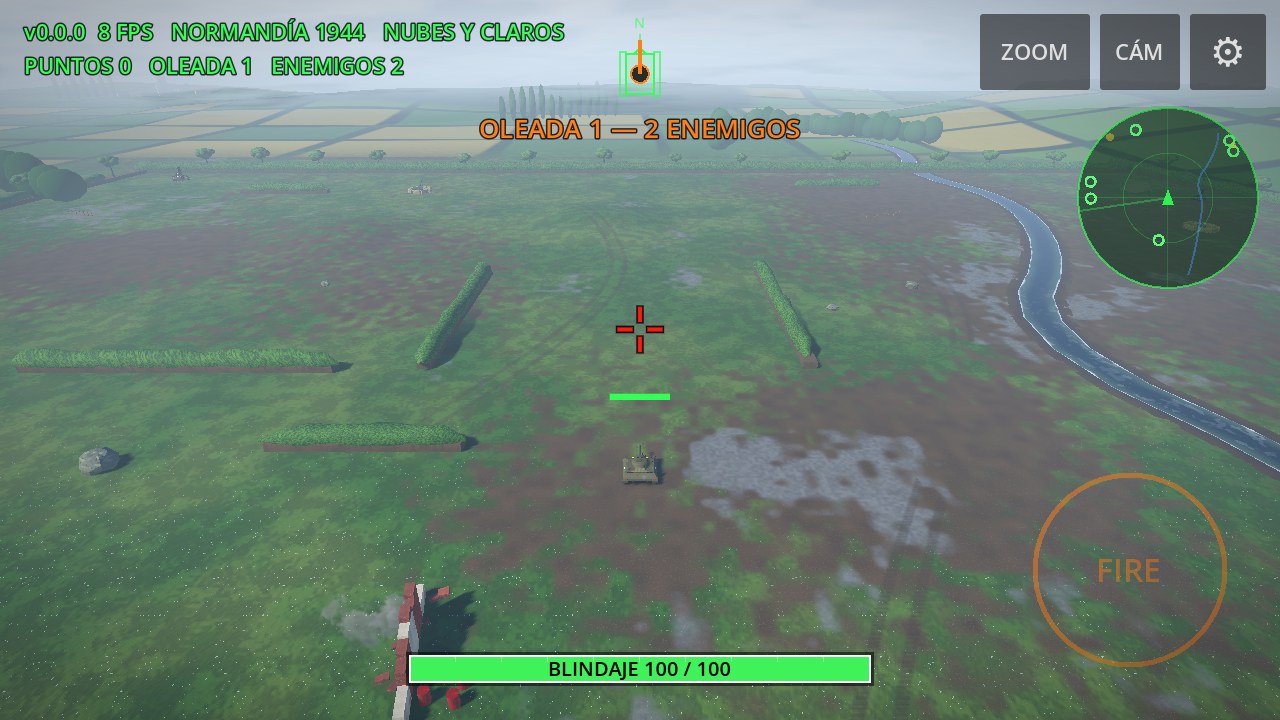 v0.0.0 8 FPS NORMANDÍA 1944 NUBES Y CLAROS
PUNTOS 0 OLEADA 1 ENEMIGOS 2
N
ZOOM
CÁM
OLEADA 1 — 2 ENEMIGOS
FIRE
BLINDAJE 100 / 100